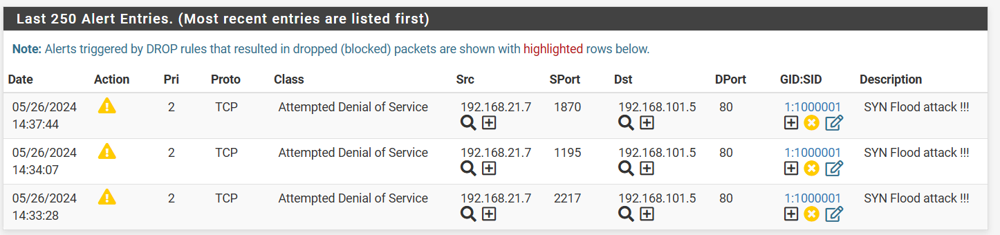 Last 250 Alert Entries. (Most recent entries are listed first)
Note: Alerts triggered by DROP rules that resulted in dropped (blocked) packets are shown with highlighted rows below.
Date Action Pri Proto Class Src SPort Dst DPort GID:SID Description
05/26/2024 2 TCP Attempted Denial of Service 192.168.21.7 1870 192.168.101.5 80 1:1000001 SYN Flood attack !!!
14:37:44
05/26/2024 2 TCP Attempted Denial of Service 192.168.21.7 1195 192.168.101.5 80 1:1000001 SYN Flood attack !!!
14:34:07
05/26/2024 2 TCP Attempted Denial of Service 192.168.21.7 2217 192.168.101.5 80 1:1000001 SYN Flood attack !!!
14:33:28